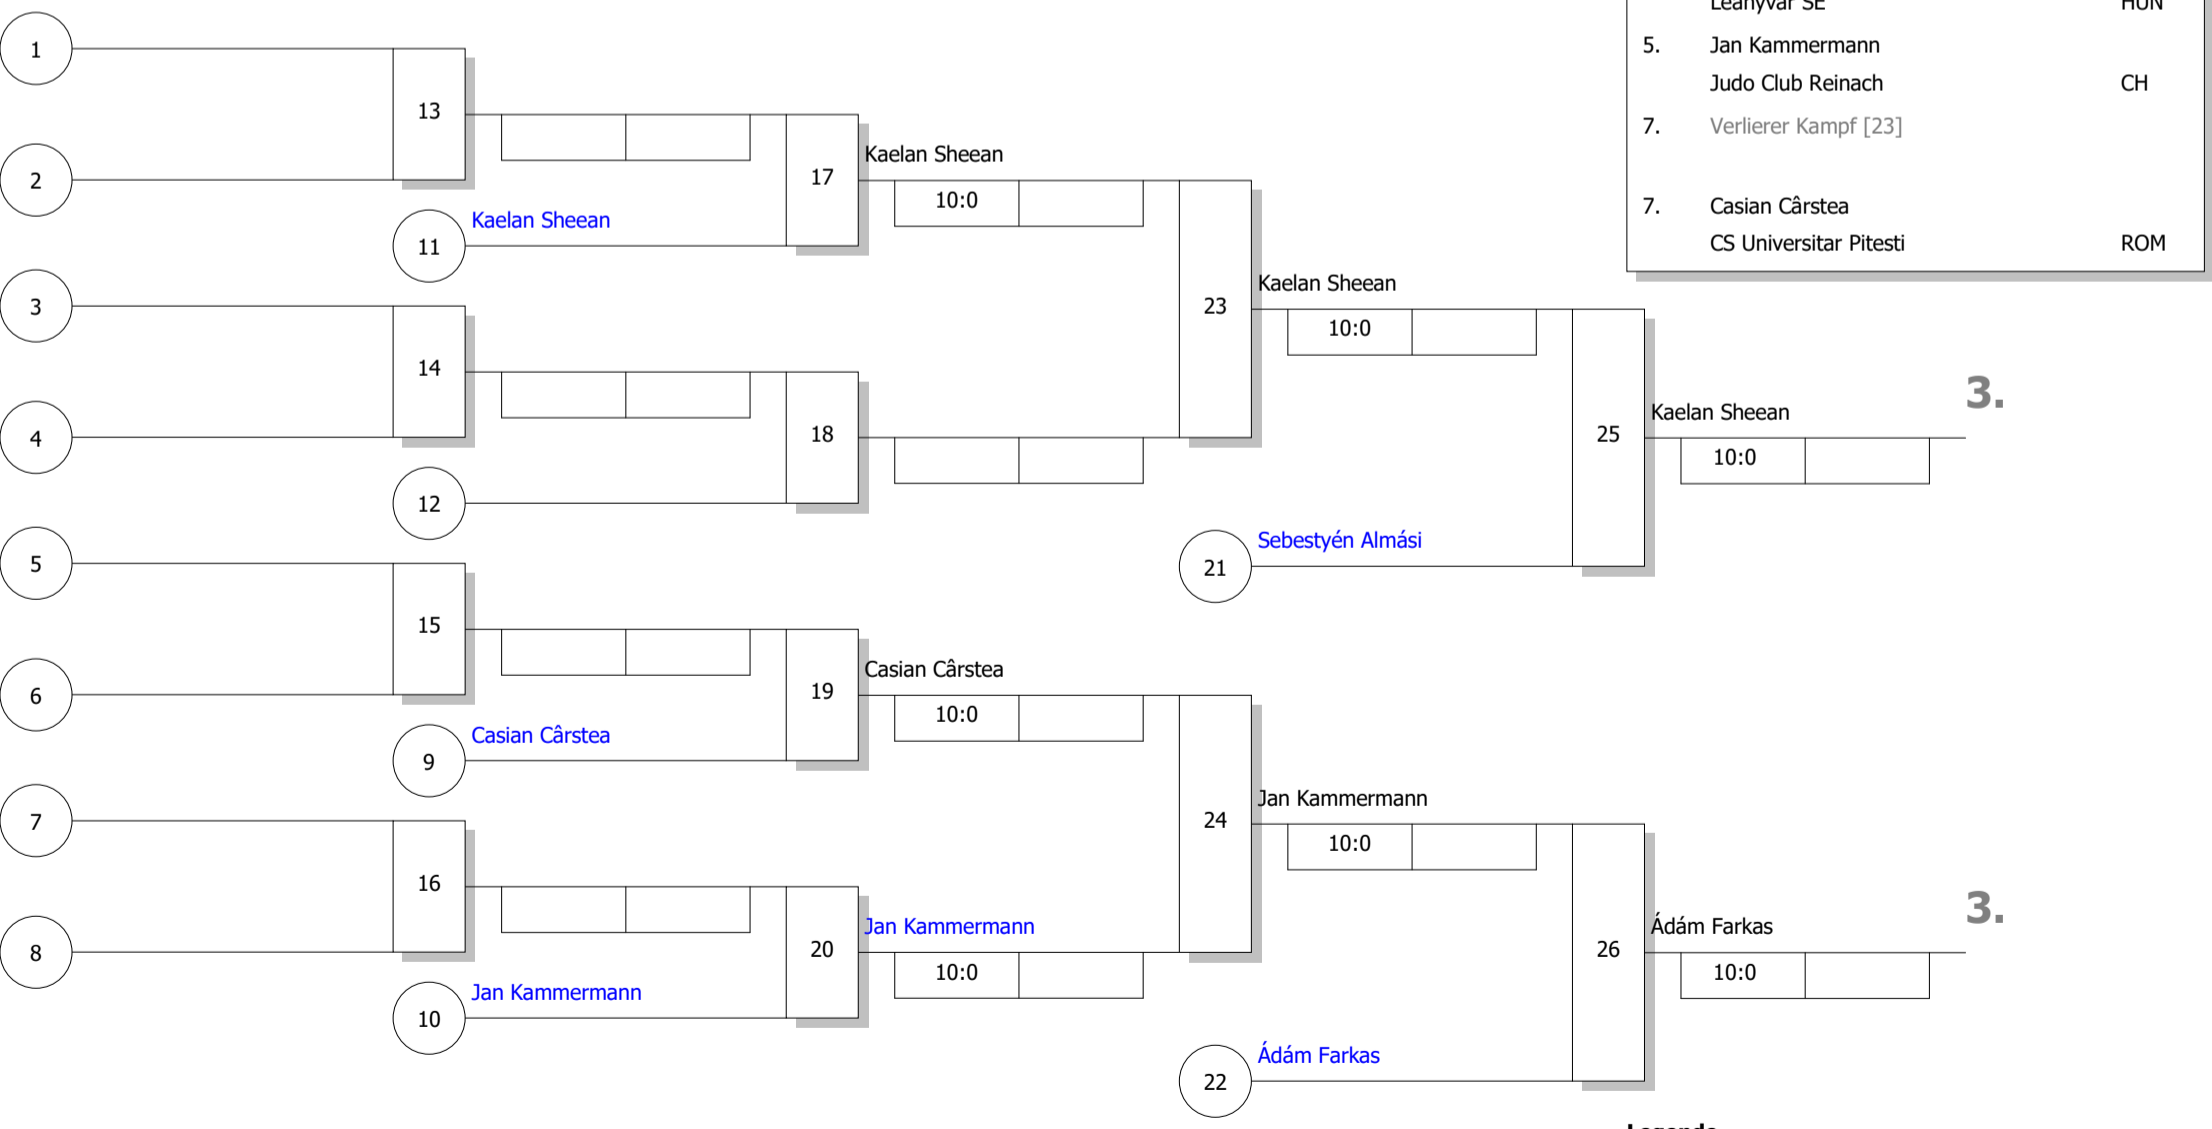 Leányvár SE HUN
5. Jan Kammermann
Judo Club Reinach CH
7. Verlierer Kampf [23]
7. Casian Cârstea
CS Universitar Pitesti ROM
1
13
2
Kaelan Sheean
17
10:0
Kaelan Sheean
11
3
14
4
18
12
Kaelan Sheean
23
10:0
3.
Kaelan Sheean
25
10:0
Sebestyén Almási
21
5
15
6
Casian Cârstea
19
10:0
Casian Cârstea
9
7
16
8
Jan Kammermann
20
10:0
Jan Kammermann
10
Jan Kammermann
24
10:0
3.
Ádám Farkas
26
10:0
Ádám Farkas
22